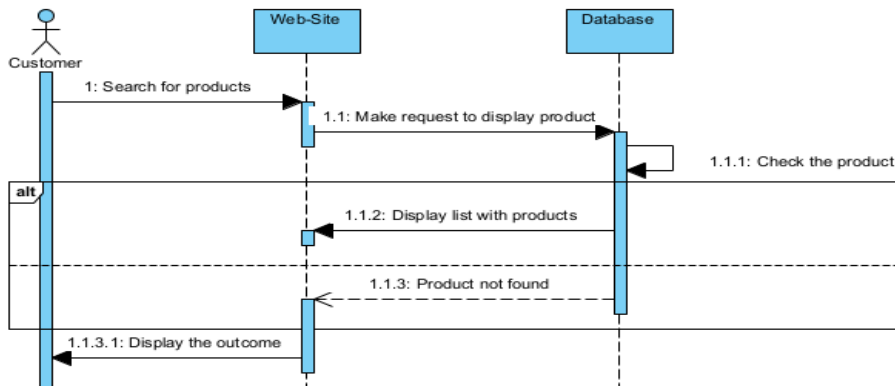 Web-Site
Database
Customer
1: Search for products
1.1: Make request to display product
1.1.1: Check the product
alt
1.1.2: Display list with products
1.1.3: Product not found
1.1.3.1: Display the outcome